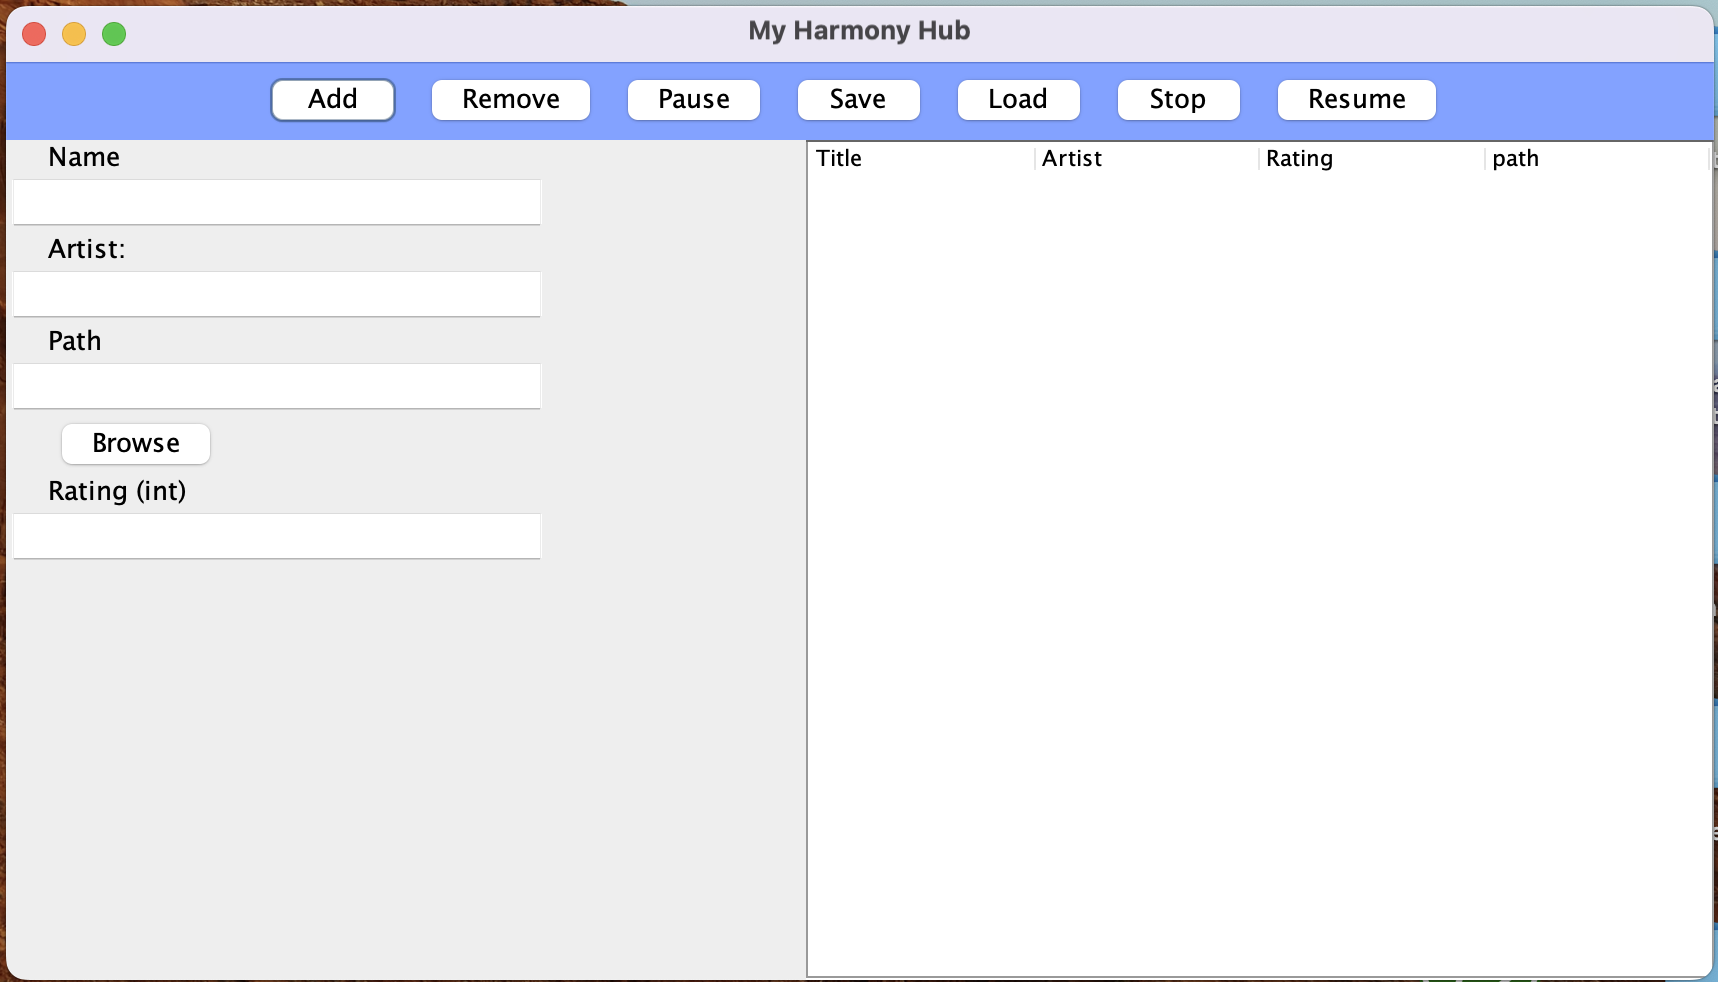 My Harmony Hub
Add Remove Pause Save Load Stop Resume
Name
Title Artist Rating path
Artist:
Path
Browse
Rating (int)